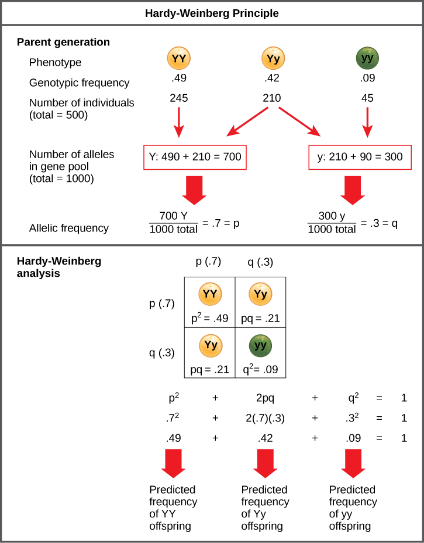 Hardy-Weinberg Principle
Parent generation
Phenotype YY Yy yy
Genotypic frequency .49 .42 .09
Number of individuals
(total = 500) 245 210 45
Number of alleles
in gene pool
(total = 1000)
Y: 490 + 210 = 700 y: 210 + 90 = 300
Allelic frequency
700 Y
1000 total = .7 = p
300 y
1000 total = .3 = q
Hardy-Weinberg
analysis
p (.7) q (.3)
p (.7)
YY Yy
p² = .49 pq = .21
q (.3)
Yy yy
pq = .21 q²= .09
p² + 2pq + q² = 1
.7² + 2(.7)(.3) + .3² = 1
.49 + .42 + .09 = 1
Predicted
frequency
of YY
offspring
Predicted
frequency
of Yy
offspring
Predicted
frequency
of yy
offspring